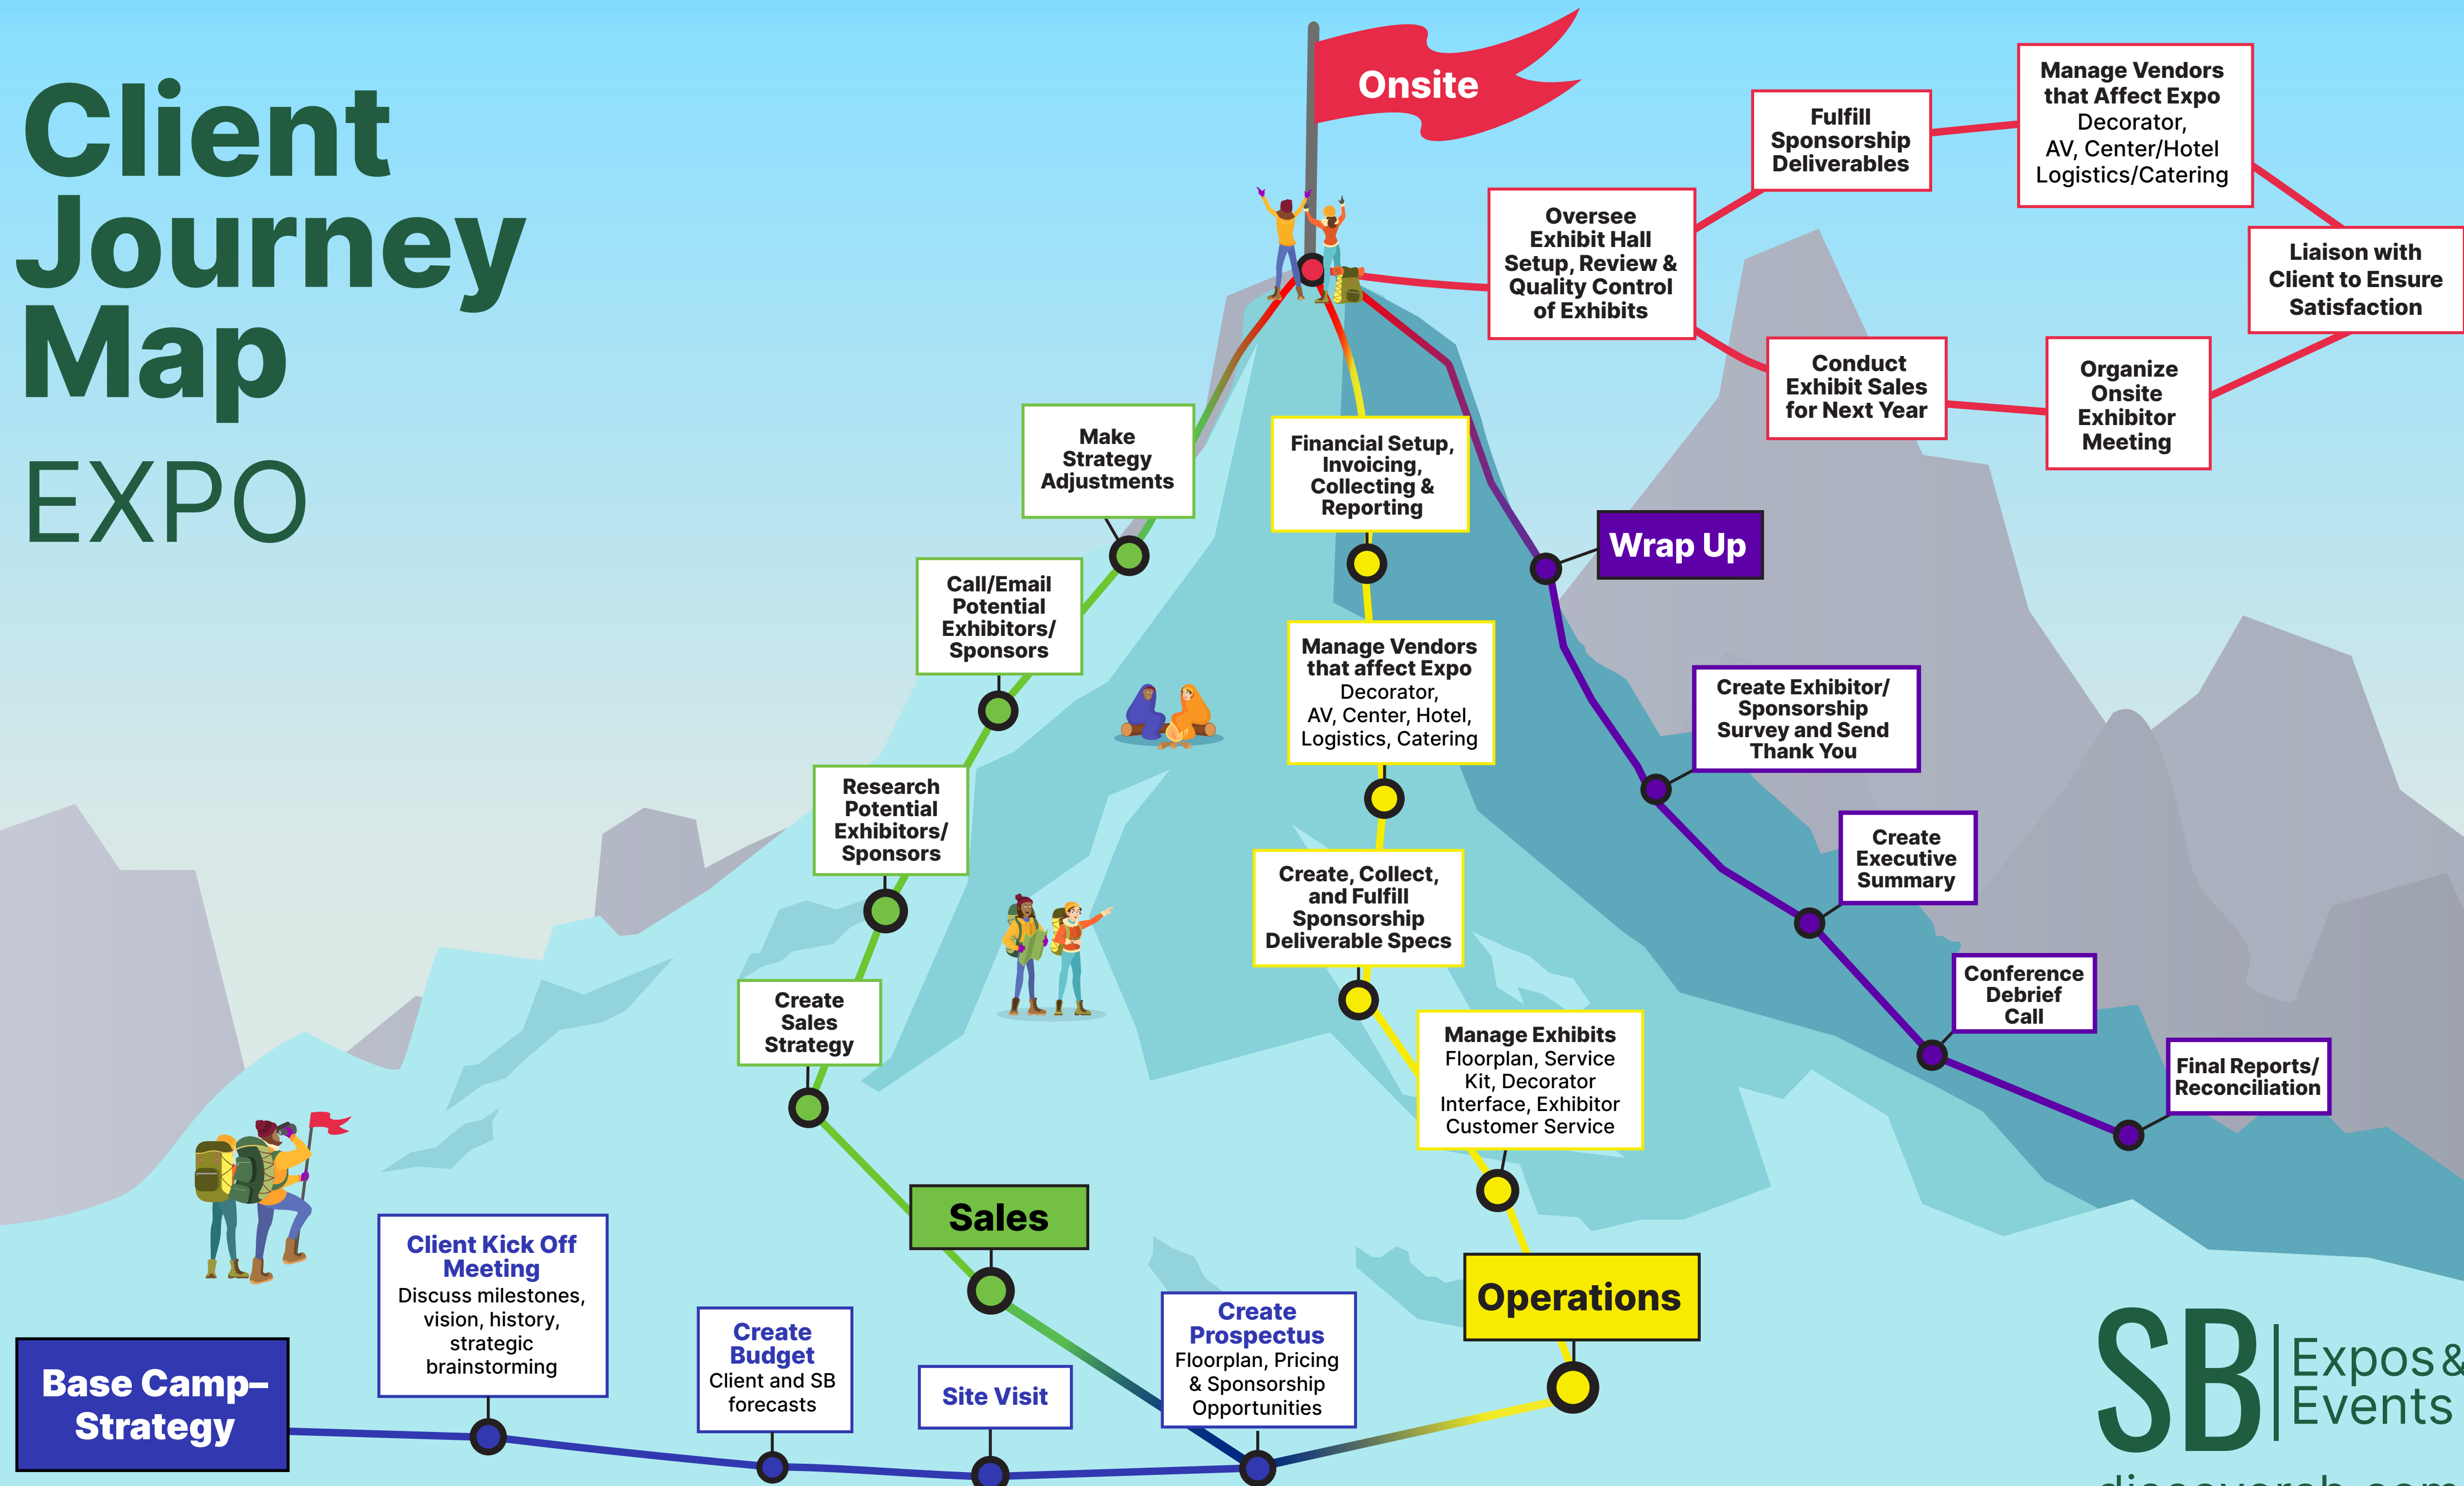 Client
Journey
Map
EXPO
Onsite
Oversee
Exhibit Hall
Setup, Review &
Quality Control
of Exhibits
Fulfill
Sponsorship
Deliverables
Manage Vendors
that Affect Expo
Decorator,
AV, Center/Hotel
Logistics/Catering
Liaison with
Client to Ensure
Satisfaction
Organize
Onsite
Exhibitor
Meeting
Conduct
Exhibit Sales
for Next Year
Make
Strategy
Adjustments
Call/Email
Potential
Exhibitors/
Sponsors
Research
Potential
Exhibitors/
Sponsors
Create
Sales
Strategy
Sales
Financial Setup,
Invoicing,
Collecting &
Reporting
Manage Vendors
that affect Expo
Decorator,
AV, Center, Hotel,
Logistics, Catering
Create, Collect,
and Fulfill
Sponsorship
Deliverable Specs
Manage Exhibits
Floorplan, Service
Kit, Decorator
Interface, Exhibitor
Customer Service
Operations
Wrap Up
Create Exhibitor/
Sponsorship
Survey and Send
Thank You
Create
Executive
Summary
Conference
Debrief
Call
Final Reports/
Reconciliation
Base Camp–
Strategy
Client Kick Off
Meeting
Discuss milestones,
vision, history,
strategic
brainstorming
Create
Budget
Client and SB
forecasts
Site Visit
Create
Prospectus
Floorplan, Pricing
& Sponsorship
Opportunities
SB
Expos &
Events